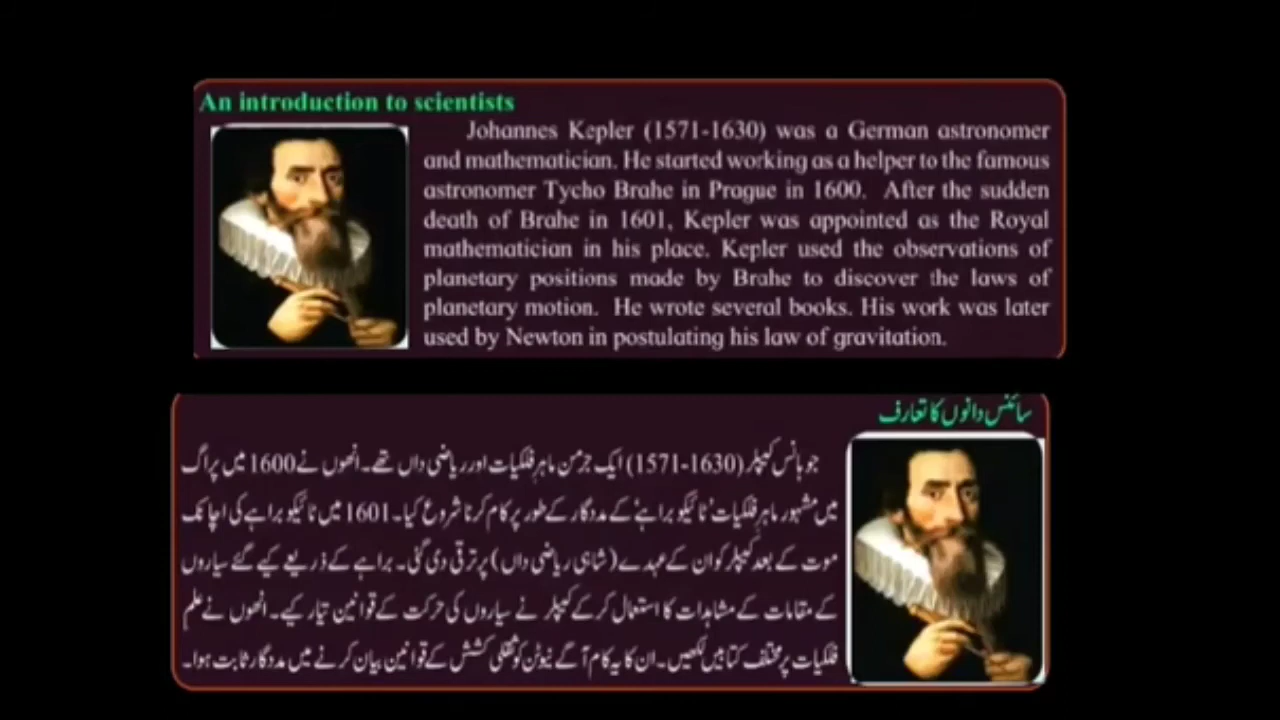 An introduction to scientists
Johannes Kepler (1571-1630) was a German astronomer
and mathematician. He started working as a helper to the famous
astronomer Tycho Brahe in Prague in 1600. After the sudden
death of Brahe in 1601, Kepler was appointed as the Royal
mathematician in his place. Kepler used the observations of
planetary positions made by Brahe to discover the laws of
planetary motion. He wrote several books. His work was later
used by Newton in postulating his law of gravitation.
سائنس دانوں کا تعارف
جوہانس کیپلر (1571-1630) ایک جرمن ماہر فلکیات اور ریاضی داں تھے۔ انھوں نے 1600 میں پراگ
میں مشہور ماہرِ فلکیات 'ٹائیکو براہے' کے مددگار کے طور پر کام کرنا شروع کیا۔ 1601 میں ٹائیکو براہے کی اچانک
موت کے بعد کیپلر کو ان کے عہدے (شاہی ریاضی داں) پر ترقی دی گئی۔ براہے کے ذریعے کیے گئے سیاروں
کے مقامات کے مشاہدات کا استعمال کر کے کیپلر نے سیاروں کی حرکت کے قوانین تیار کیے۔ انھوں نے علم
فلکیات پر مختلف کتابیں لکھیں۔ ان کا یہ کام آگے نیوٹن کو ثقلی کشش کے قوانین بیان کرنے میں مددگار ثابت ہوا۔